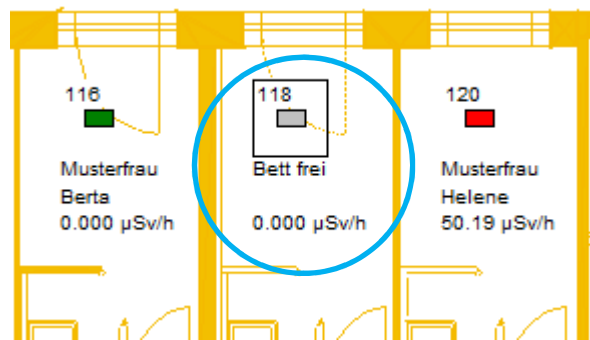 116
Musterfrau
Berta
0.000 µSv/h
118
Bett frei
0.000 µSv/h
120
Musterfrau
Helene
50.19 µSv/h